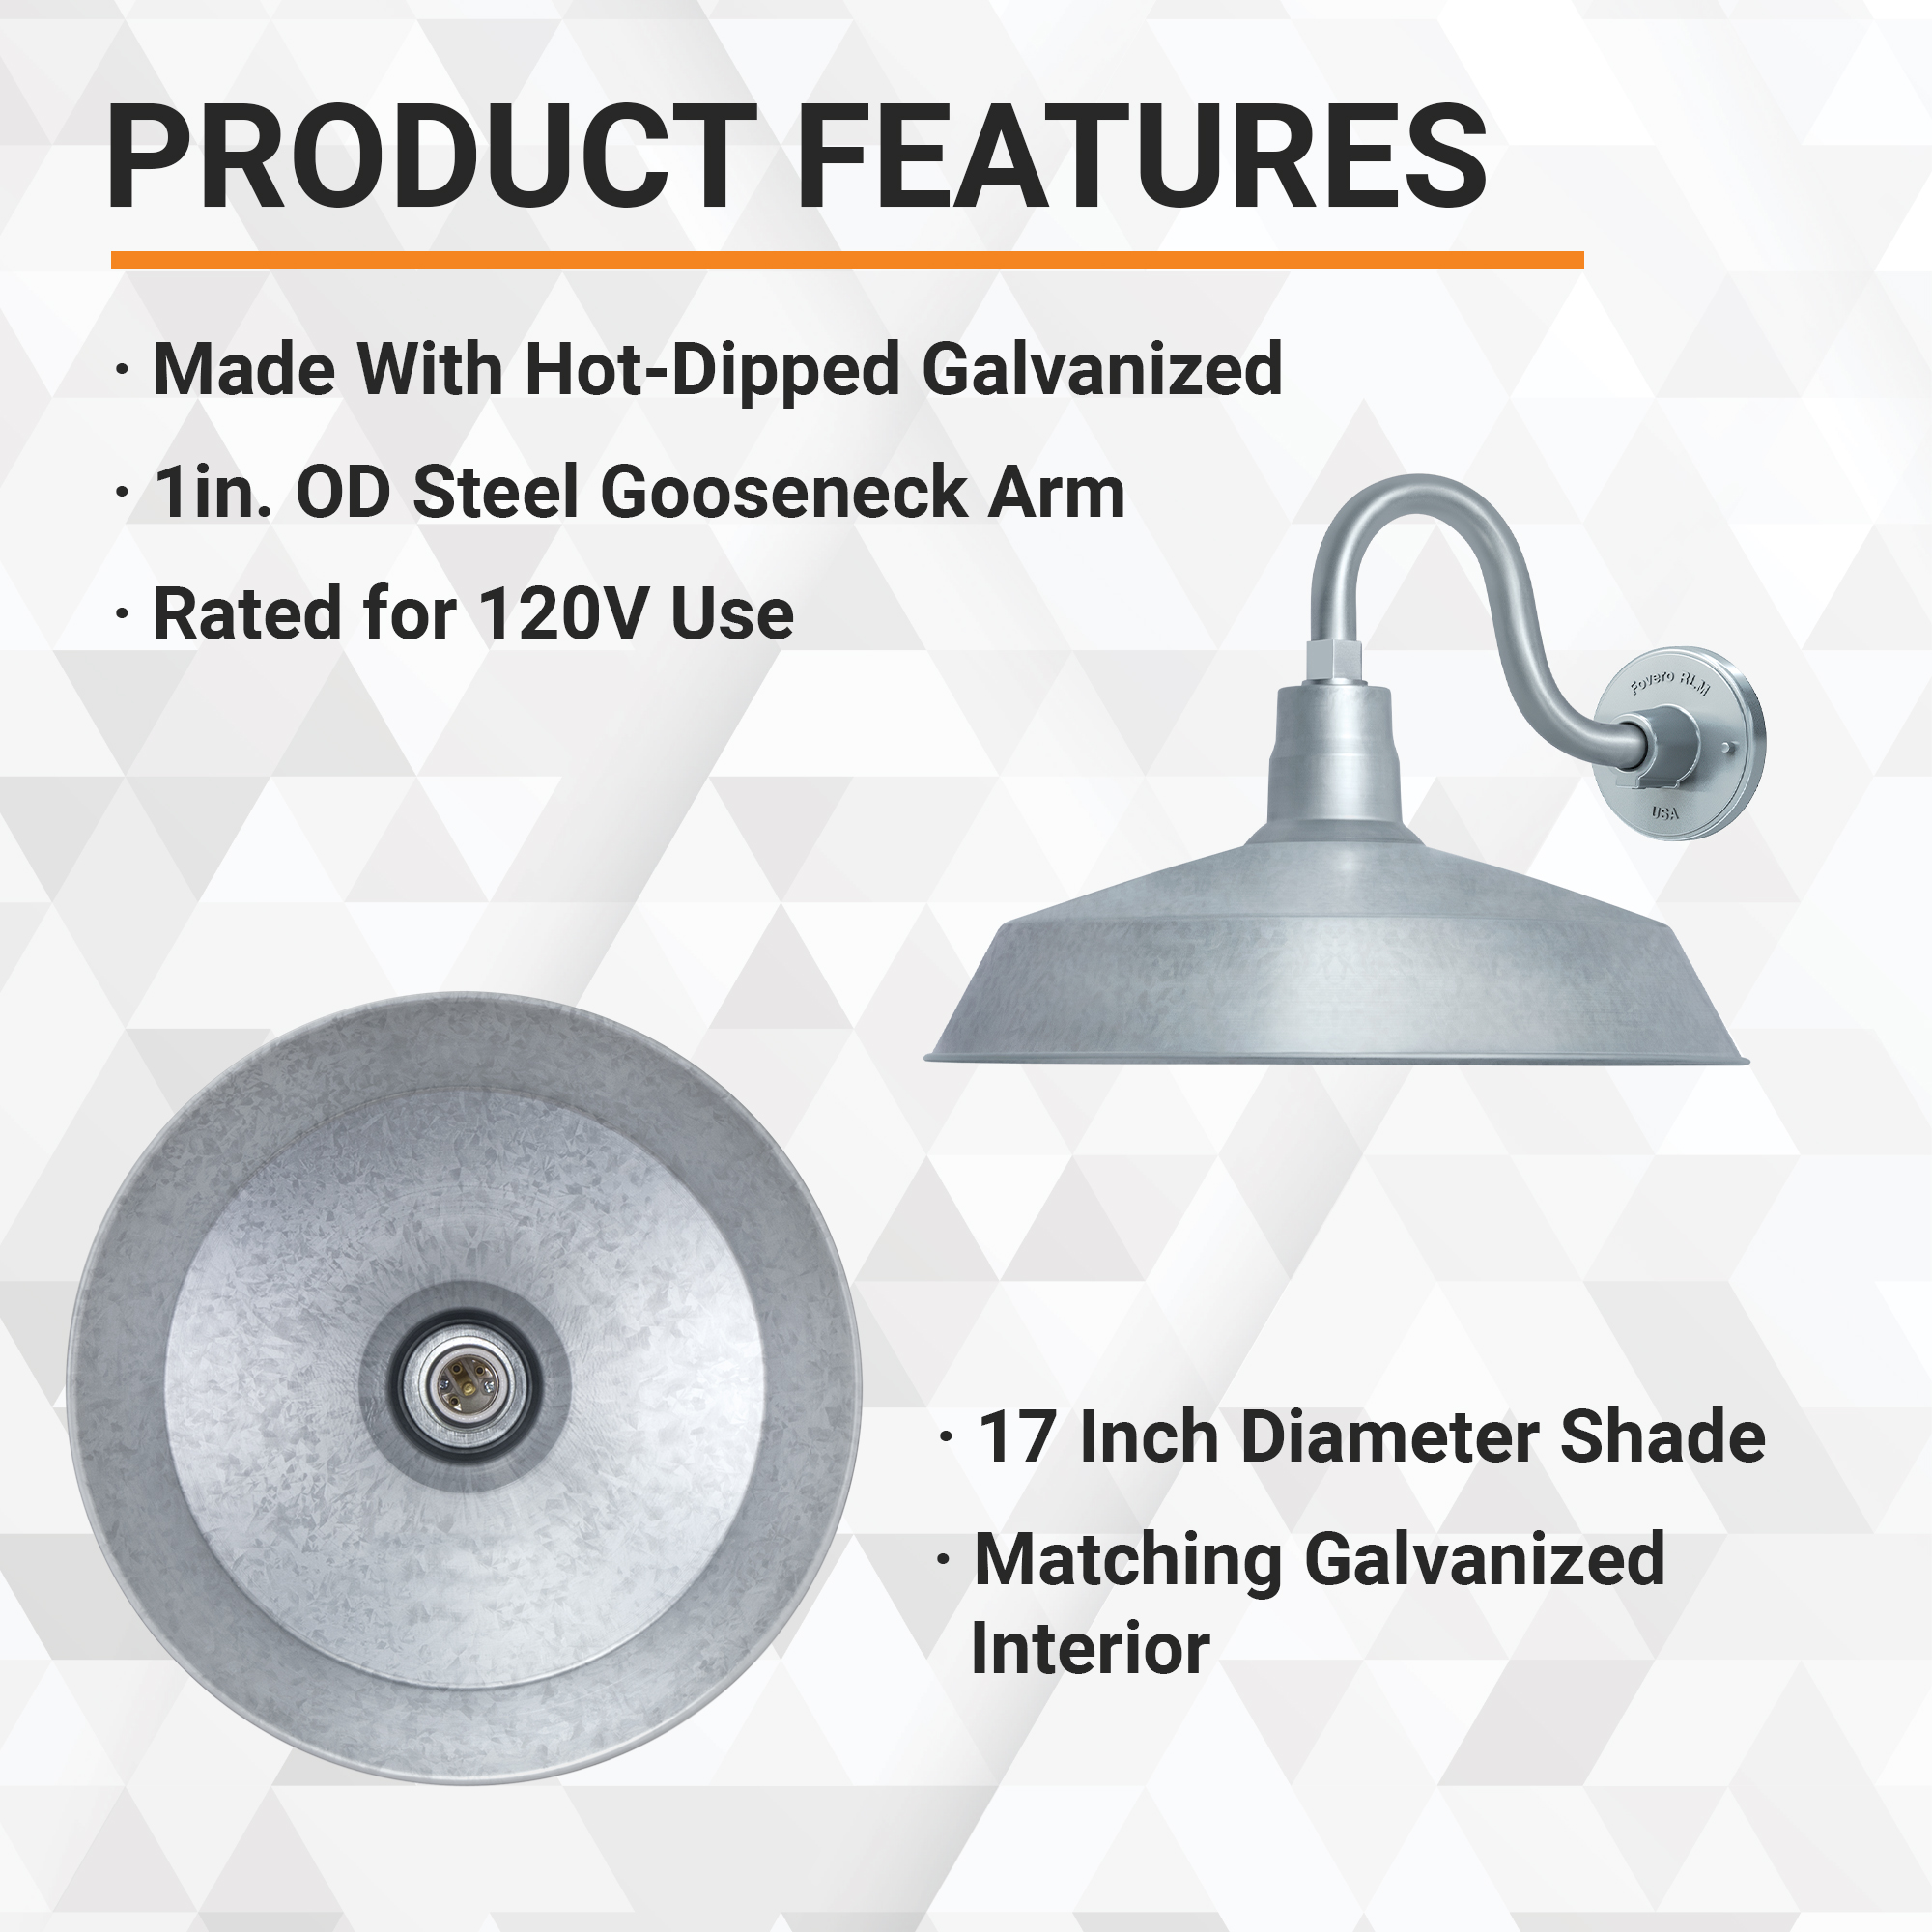 PRODUCT FEATURES
· Made With Hot-Dipped Galvanized
· 1in. OD Steel Gooseneck Arm
· Rated for 120V Use
Fovero RLM
USA
· 17 Inch Diameter Shade
· Matching Galvanized
Interior